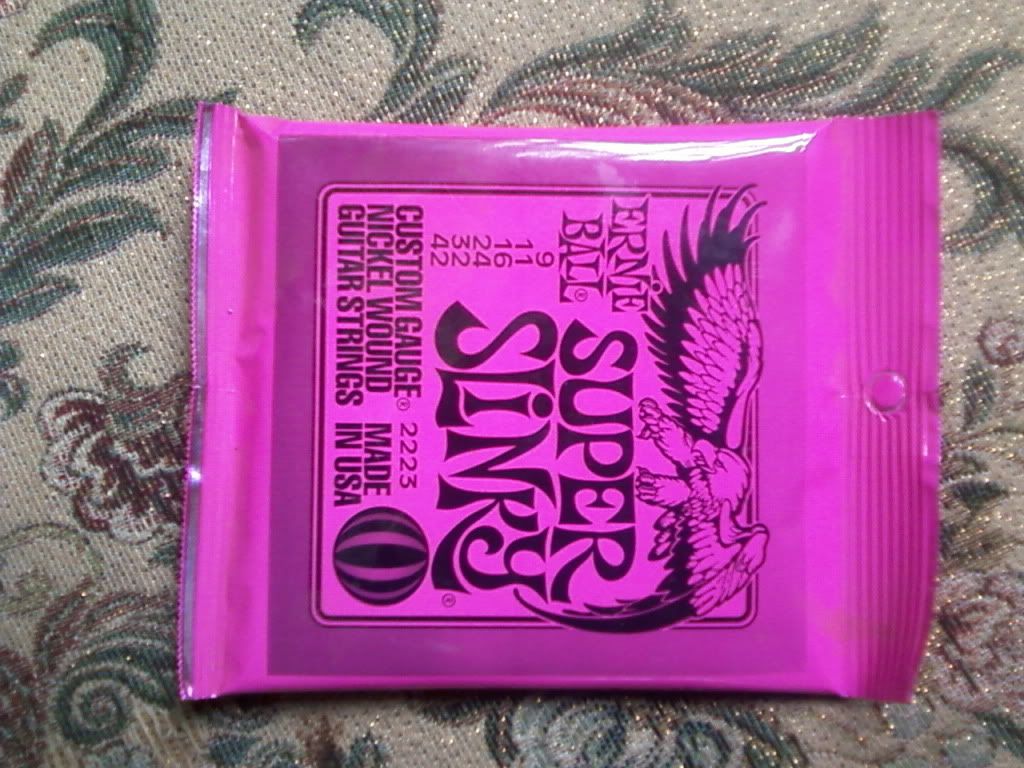 ERNiE
BALL®
SUPER
SLiNKY®
9
11
16
24
32
42
CUSTOM GAUGE® 2223
NICKEL WOUND MADE
GUITAR STRINGS IN USA